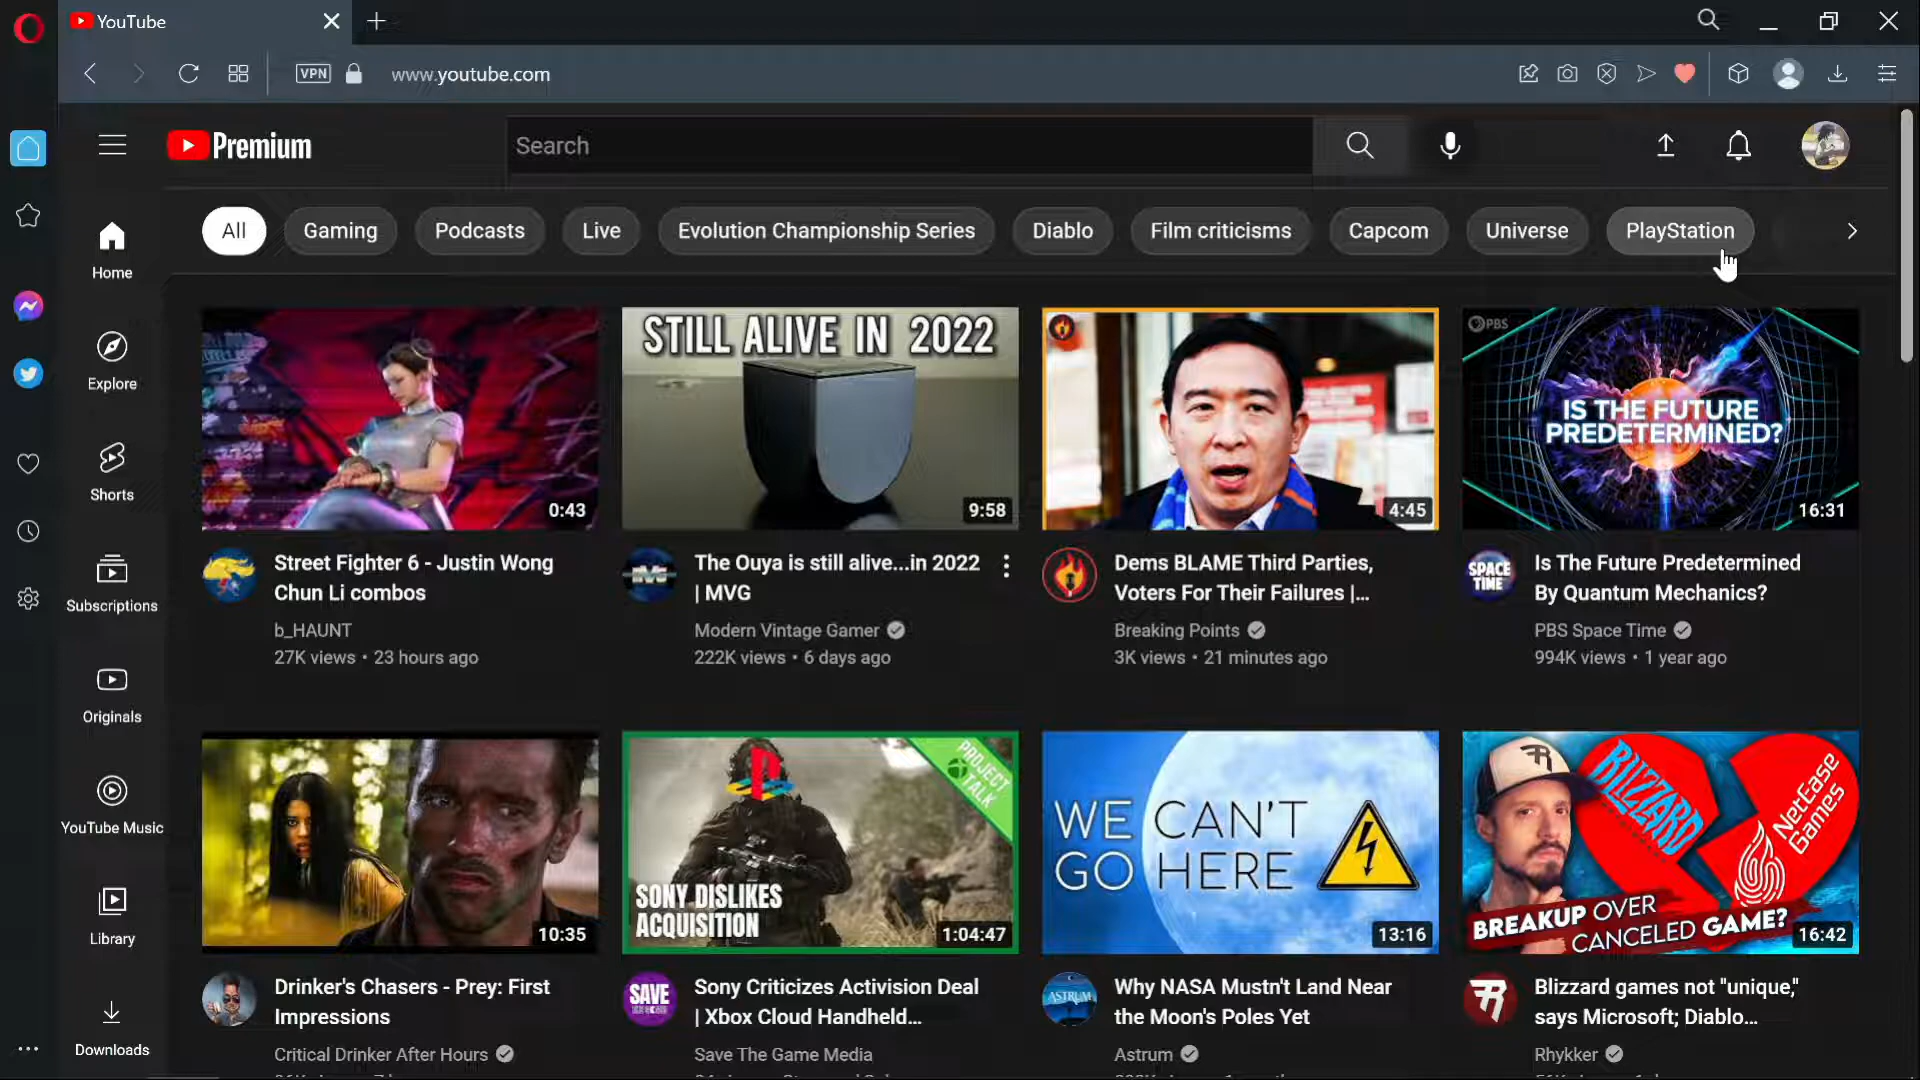 YouTube
VPN
www.youtube.com
Premium
Search
All
Gaming
Podcasts
Live
Evolution Championship Series
Diablo
Film criticisms
Capcom
Universe
PlayStation
Home
Explore
Shorts
Subscriptions
Originals
YouTube Music
Library
Downloads
0:43
Street Fighter 6 - Justin Wong
Chun Li combos
b_HAUNT
27K views • 23 hours ago
STILL ALIVE IN 2022
9:58
MVG
The Ouya is still alive...in 2022
| MVG
Modern Vintage Gamer
222K views • 6 days ago
4:45
Dems BLAME Third Parties,
Voters For Their Failures |...
Breaking Points
3K views • 21 minutes ago
PBS
IS THE FUTURE
PREDETERMINED?
16:31
SPACE
TIME
Is The Future Predetermined
By Quantum Mechanics?
PBS Space Time
994K views • 1 year ago
10:35
Drinker's Chasers - Prey: First
Impressions
Critical Drinker After Hours
PROJECT
TALK
SONY DISLIKES
ACQUISITION
1:04:47
SAVE
Sony Criticizes Activision Deal
| Xbox Cloud Handheld...
Save The Game Media
WE CAN'T
GO HERE
13:16
ASTRUM
Why NASA Mustn't Land Near
the Moon's Poles Yet
Astrum
BLIZZARD
NetEase
Games
BREAKUP OVER
CANCELED GAME?
16:42
Blizzard games not "unique,"
says Microsoft; Diablo...
Rhykker